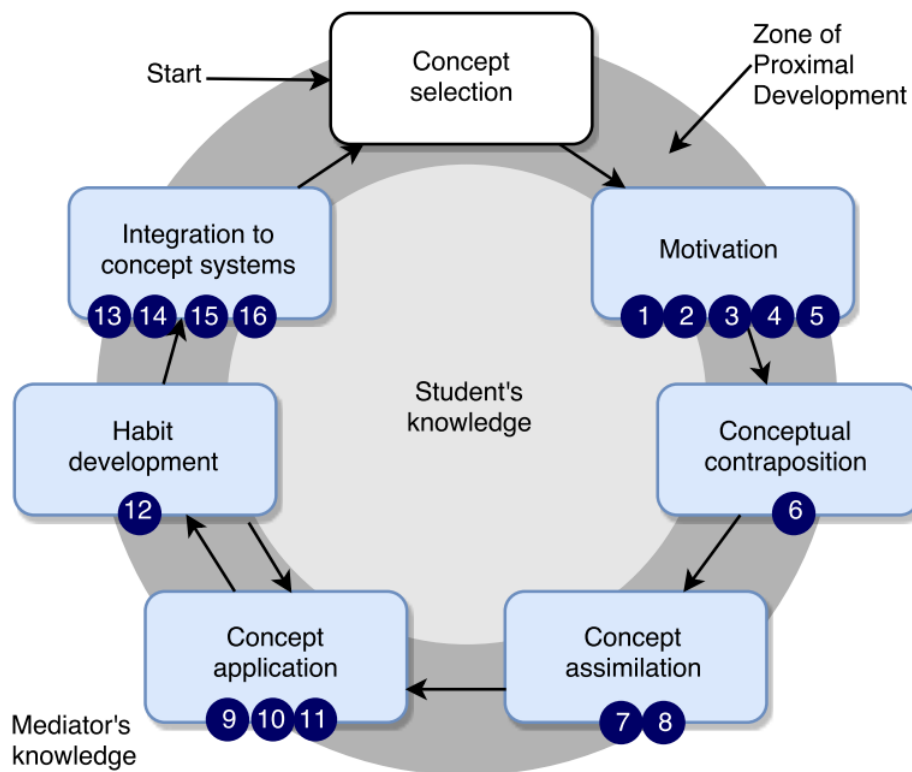 Start
Concept
selection
Zone of
Proximal
Development
Integration to
concept systems
13 14 15 16
Motivation
1 2 3 4 5
Student's
knowledge
Habit
development
12
Conceptual
contraposition
6
Concept
application
9 10 11
Concept
assimilation
7 8
Mediator's
knowledge